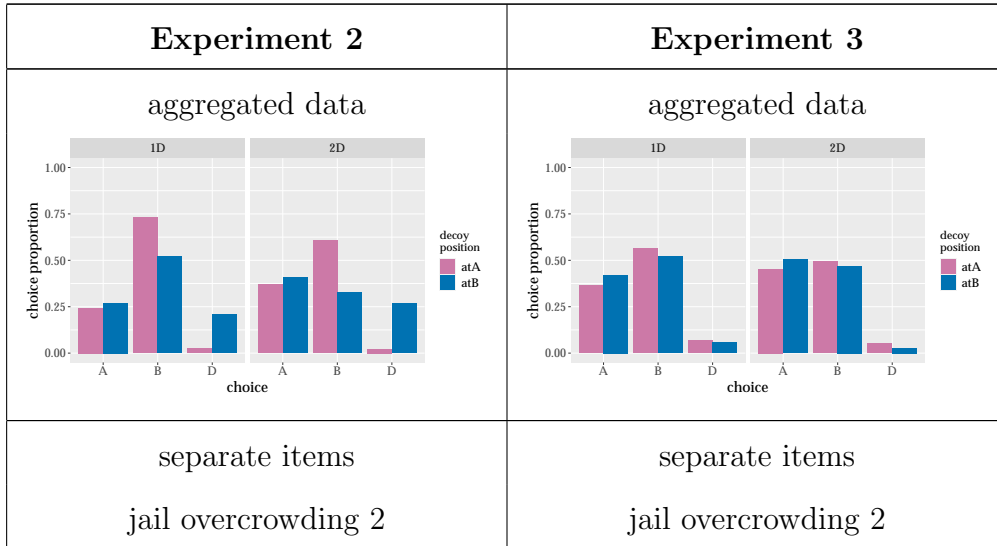 Experiment 2
Experiment 3
aggregated data
aggregated data
1D
2D
1.00
0.75
0.50
0.25
0.00
choice proportion
A
B
D
A
B
D
choice
decoy
position
atA
atB
1D
2D
1.00
0.75
0.50
0.25
0.00
choice proportion
A
B
D
A
B
D
choice
decoy
position
atA
atB
separate items
separate items
jail overcrowding 2
jail overcrowding 2